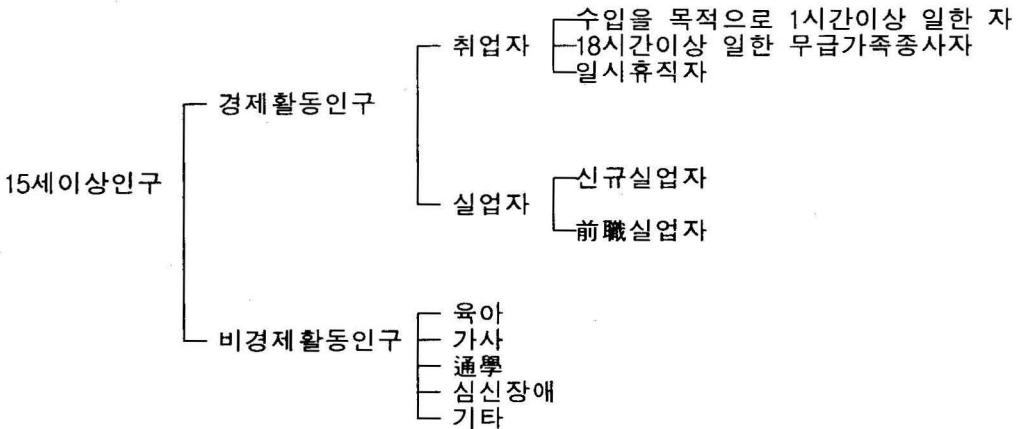 수입을 목적으로 1시간이상 일한 자
취업자
18시간이상 일한 무급가족종사자
일시휴직자
경제활동인구
15세이상인구
신규실업자
실업자
前職실업자
육아
비경제활동인구
가사
通學
심신장애
기타